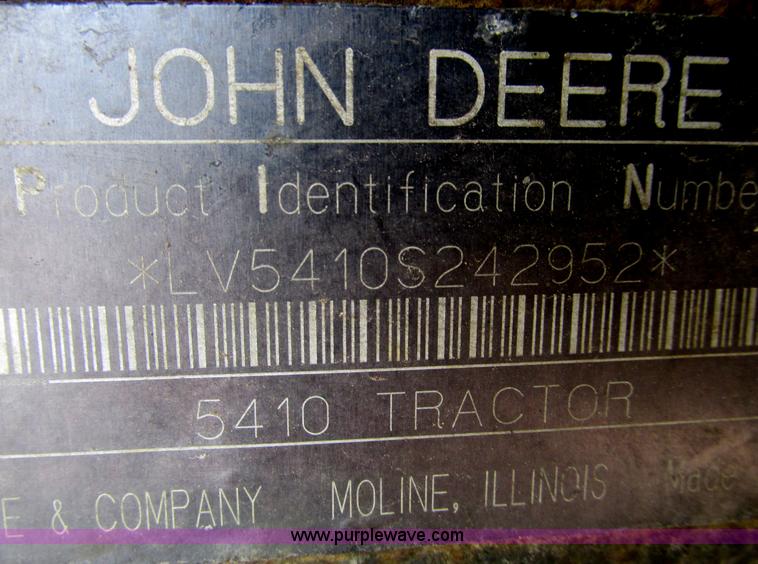 JOHN DEERE
Product Identification Numbe
*LV5410S242952*
5410 TRACTOR
E & COMPANY MOLINE, ILLINOIS Made
www.purplewave.com